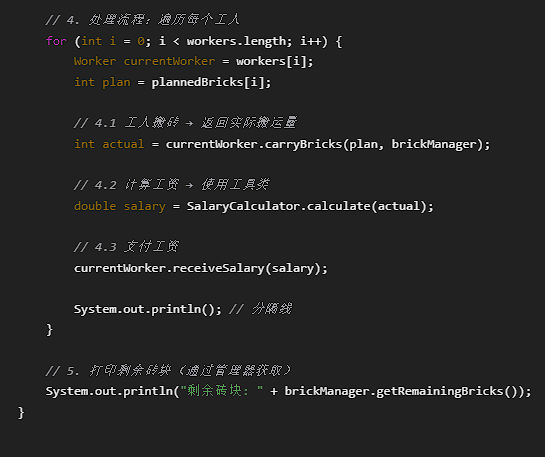 // 4. 处理流程：遍历每个工人
for (int i = 0; i < workers.length; i++) {
Worker currentWorker = workers[i];
int plan = plannedBricks[i];
// 4.1 工人搬砖 → 返回实际搬运量
int actual = currentWorker.carryBricks(plan, brickManager);
// 4.2 计算工资 → 使用工具类
double salary = SalaryCalculator.calculate(actual);
// 4.3 支付工资
currentWorker.receiveSalary(salary);
System.out.println(); // 分隔线
}
// 5. 打印剩余砖块（通过管理器获取）
System.out.println("剩余砖块: " + brickManager.getRemainingBricks());
}